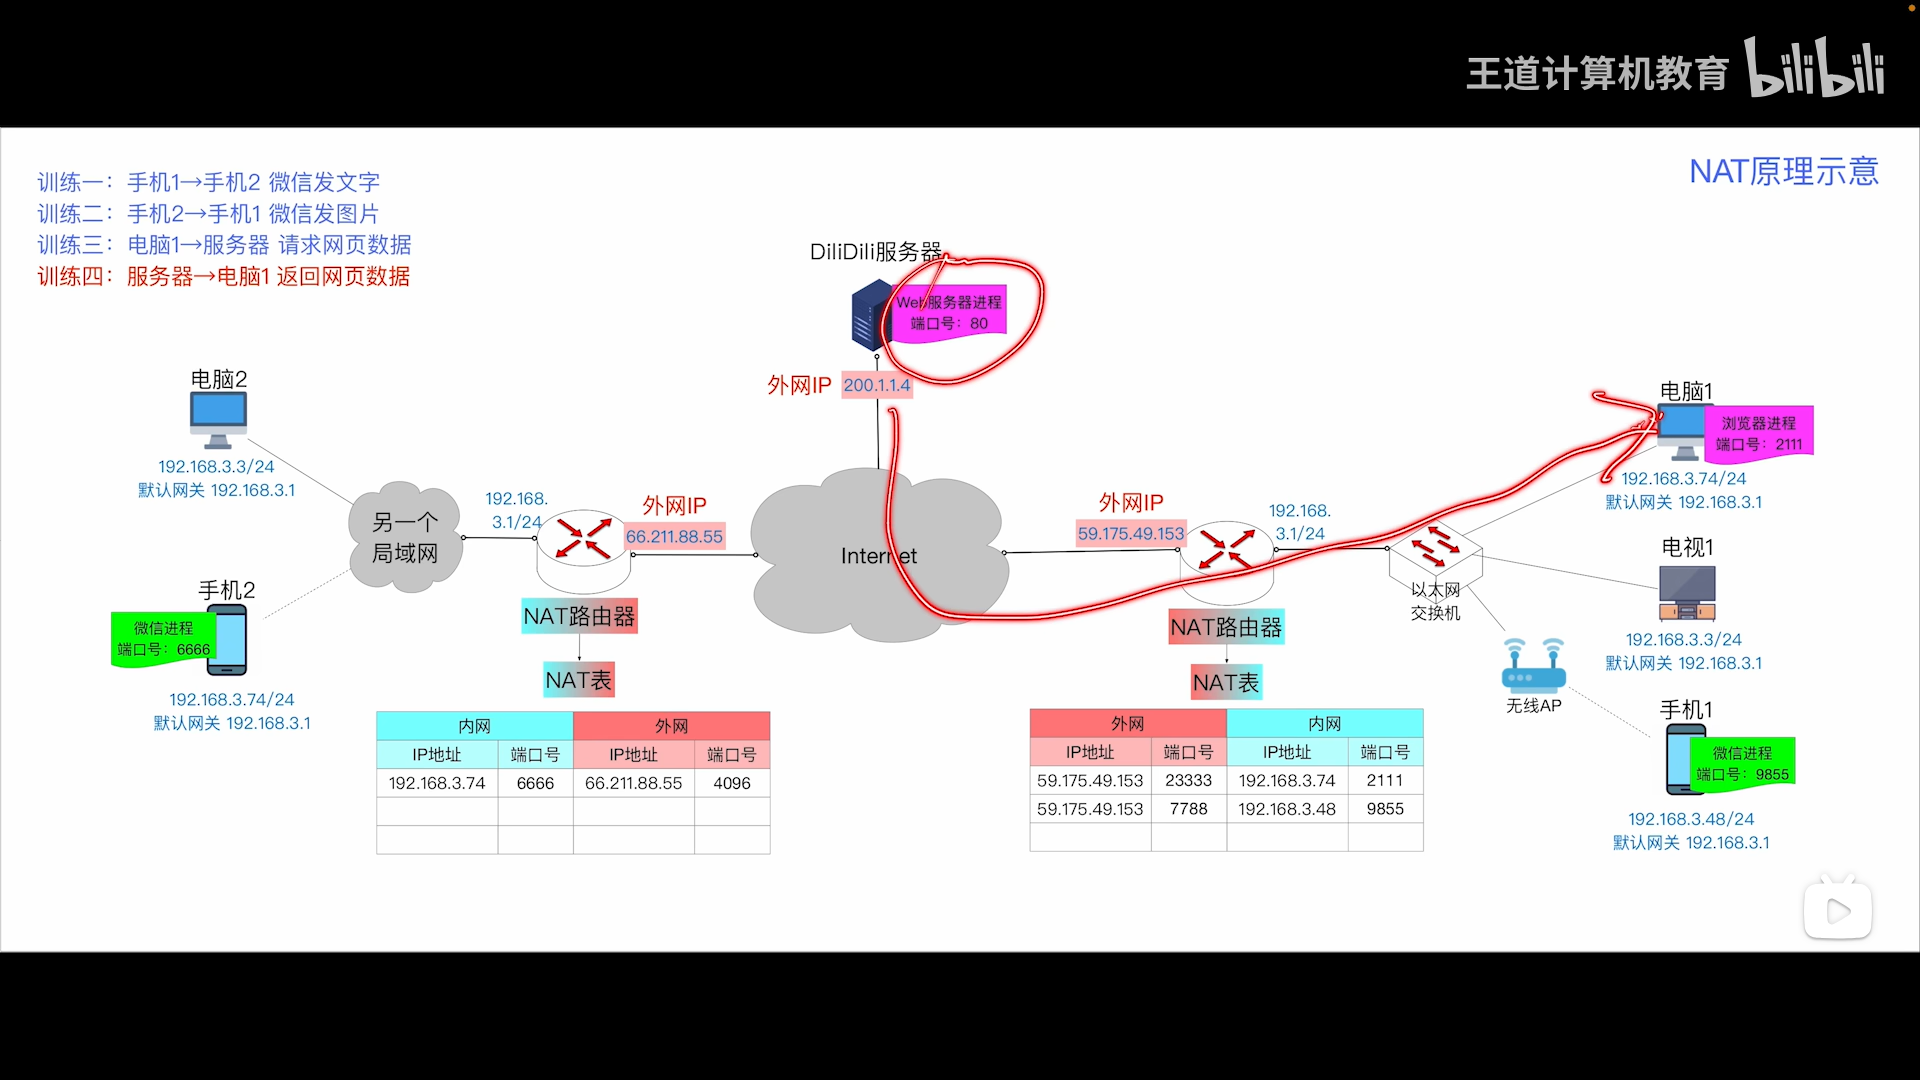 王道计算机教育 bilibili
NAT原理示意
训练一：手机1→手机2 微信发文字
训练二：手机2→手机1 微信发图片
训练三：电脑1→服务器 请求网页数据
训练四：服务器→电脑1 返回网页数据
DiliDili服务器
Web服务器进程
端口号：80
外网IP 200.1.1.4
电脑2
192.168.3.3/24
默认网关 192.168.3.1
另一个
局域网
192.168.
3.1/24
外网IP
66.211.88.55
Internet
外网IP
59.175.49.153
192.168.
3.1/24
电脑1
浏览器进程
端口号：2111
192.168.3.74/24
默认网关 192.168.3.1
以太网
交换机
电视1
192.168.3.3/24
默认网关 192.168.3.1
手机2
微信进程
端口号：6666
192.168.3.74/24
默认网关 192.168.3.1
NAT路由器
NAT表
NAT路由器
NAT表
无线AP
手机1
微信进程
端口号：9855
192.168.3.48/24
默认网关 192.168.3.1
内网 外网
IP地址 端口号 IP地址 端口号
192.168.3.74 6666 66.211.88.55 4096
外网 内网
IP地址 端口号 IP地址 端口号
59.175.49.153 23333 192.168.3.74 2111
59.175.49.153 7788 192.168.3.48 9855